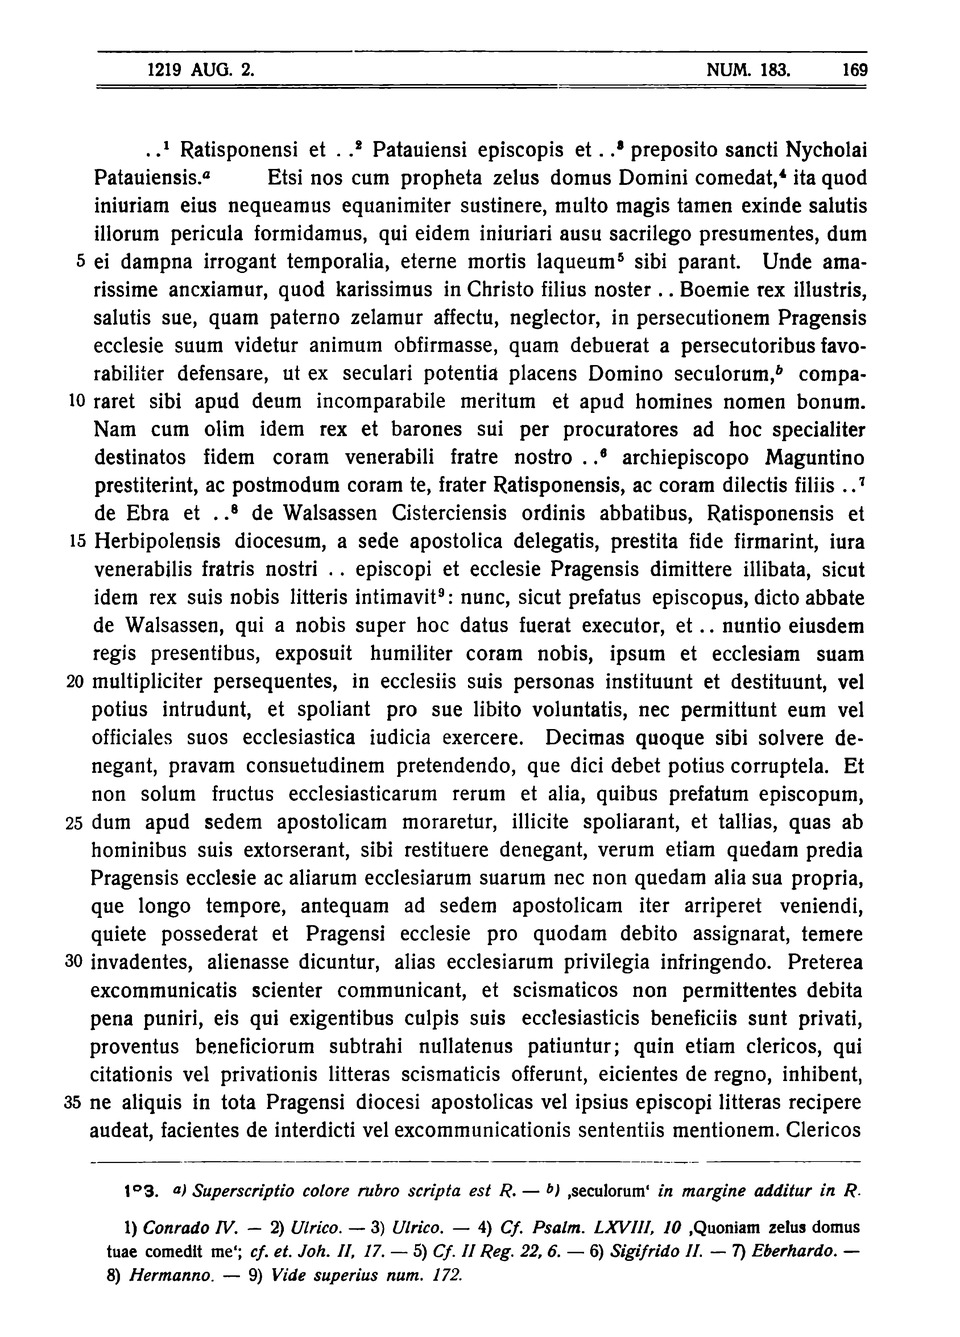 1219 AUG. 2. NUM. 183. 169
. .¹ Ratisponensi et . .² Patauiensi episcopis et . .³ preposito sancti Nycholai
Patauiensis.ᵃ Etsi nos cum propheta zelus domus Domini comedat,⁴ ita quod
iniuriam eius nequeamus equanimiter sustinere, multo magis tamen exinde salutis
illorum pericula formidamus, qui eidem iniuriari ausu sacrilego presumentes, dum
5 ei dampna irrogant temporalia, eterne mortis laqueum⁵ sibi parant. Unde ama-
rissime ancxiamur, quod karissimus in Christo filius noster . . Boemie rex illustris,
salutis sue, quam paterno zelamur affectu, neglector, in persecutionem Pragensis
ecclesie suum videtur animum obfirmasse, quam debuerat a persecutoribus favo-
rabiliter defensare, ut ex seculari potentia placens Domino seculorum,ᵇ compa-
10 raret sibi apud deum incomparabile meritum et apud homines nomen bonum.
Nam cum olim idem rex et barones sui per procuratores ad hoc specialiter
destinatos fidem coram venerabili fratre nostro . .⁶ archiepiscopo Maguntino
prestiterint, ac postmodum coram te, frater Ratisponensis, ac coram dilectis filiis . .⁷
de Ebra et . .⁸ de Walsassen Cisterciensis ordinis abbatibus, Ratisponensis et
15 Herbipolensis diocesum, a sede apostolica delegatis, prestita fide firmarint, iura
venerabilis fratris nostri . . episcopi et ecclesie Pragensis dimittere illibata, sicut
idem rex suis nobis litteris intimavit⁹: nunc, sicut prefatus episcopus, dicto abbate
de Walsassen, qui a nobis super hoc datus fuerat executor, et . . nuntio eiusdem
regis presentibus, exposuit humiliter coram nobis, ipsum et ecclesiam suam
20 multipliciter persequentes, in ecclesiis suis personas instituunt et destituunt, vel
potius intrudunt, et spoliant pro sue libito voluntatis, nec permittunt eum vel
officiales suos ecclesiastica iudicia exercere. Decimas quoque sibi solvere de-
negant, pravam consuetudinem pretendendo, que dici debet potius corruptela. Et
non solum fructus ecclesiasticarum rerum et alia, quibus prefatum episcopum,
25 dum apud sedem apostolicam moraretur, illicite spoliarant, et tallias, quas ab
hominibus suis extorserant, sibi restituere denegant, verum etiam quedam predia
Pragensis ecclesie ac aliarum ecclesiarum suarum nec non quedam alia sua propria,
que longo tempore, antequam ad sedem apostolicam iter arriperet veniendi,
quiete possederat et Pragensi ecclesie pro quodam debito assignarat, temere
30 invadentes, alienasse dicuntur, alias ecclesiarum privilegia infringendo. Preterea
excommunicatis scienter communicant, et scismaticos non permittentes debita
pena puniri, eis qui exigentibus culpis suis ecclesiasticis beneficiis sunt privati,
proventus beneficiorum subtrahi nullatenus patiuntur; quin etiam clericos, qui
citationis vel privationis litteras scismaticis offerunt, eicientes de regno, inhibent,
35 ne aliquis in tota Pragensi diocesi apostolicas vel ipsius episcopi litteras recipere
audeat, facientes de interdicti vel excommunicationis sententiis mentionem. Clericos
1°3. a) Superscriptio colore rubro scripta est R. — b) ‚seculorum‘ in margine additur in R.
1) Conrado IV. — 2) Ulrico. — 3) Ulrico. — 4) Cf. Psalm. LXVIII, 10 ‚Quoniam zelus domus
tuae comedit me‘; cf. et. Joh. II, 17. — 5) Cf. II Reg. 22, 6. — 6) Sigifrido II. — 7) Eberhardo. —
8) Hermanno. — 9) Vide superius num. 172.